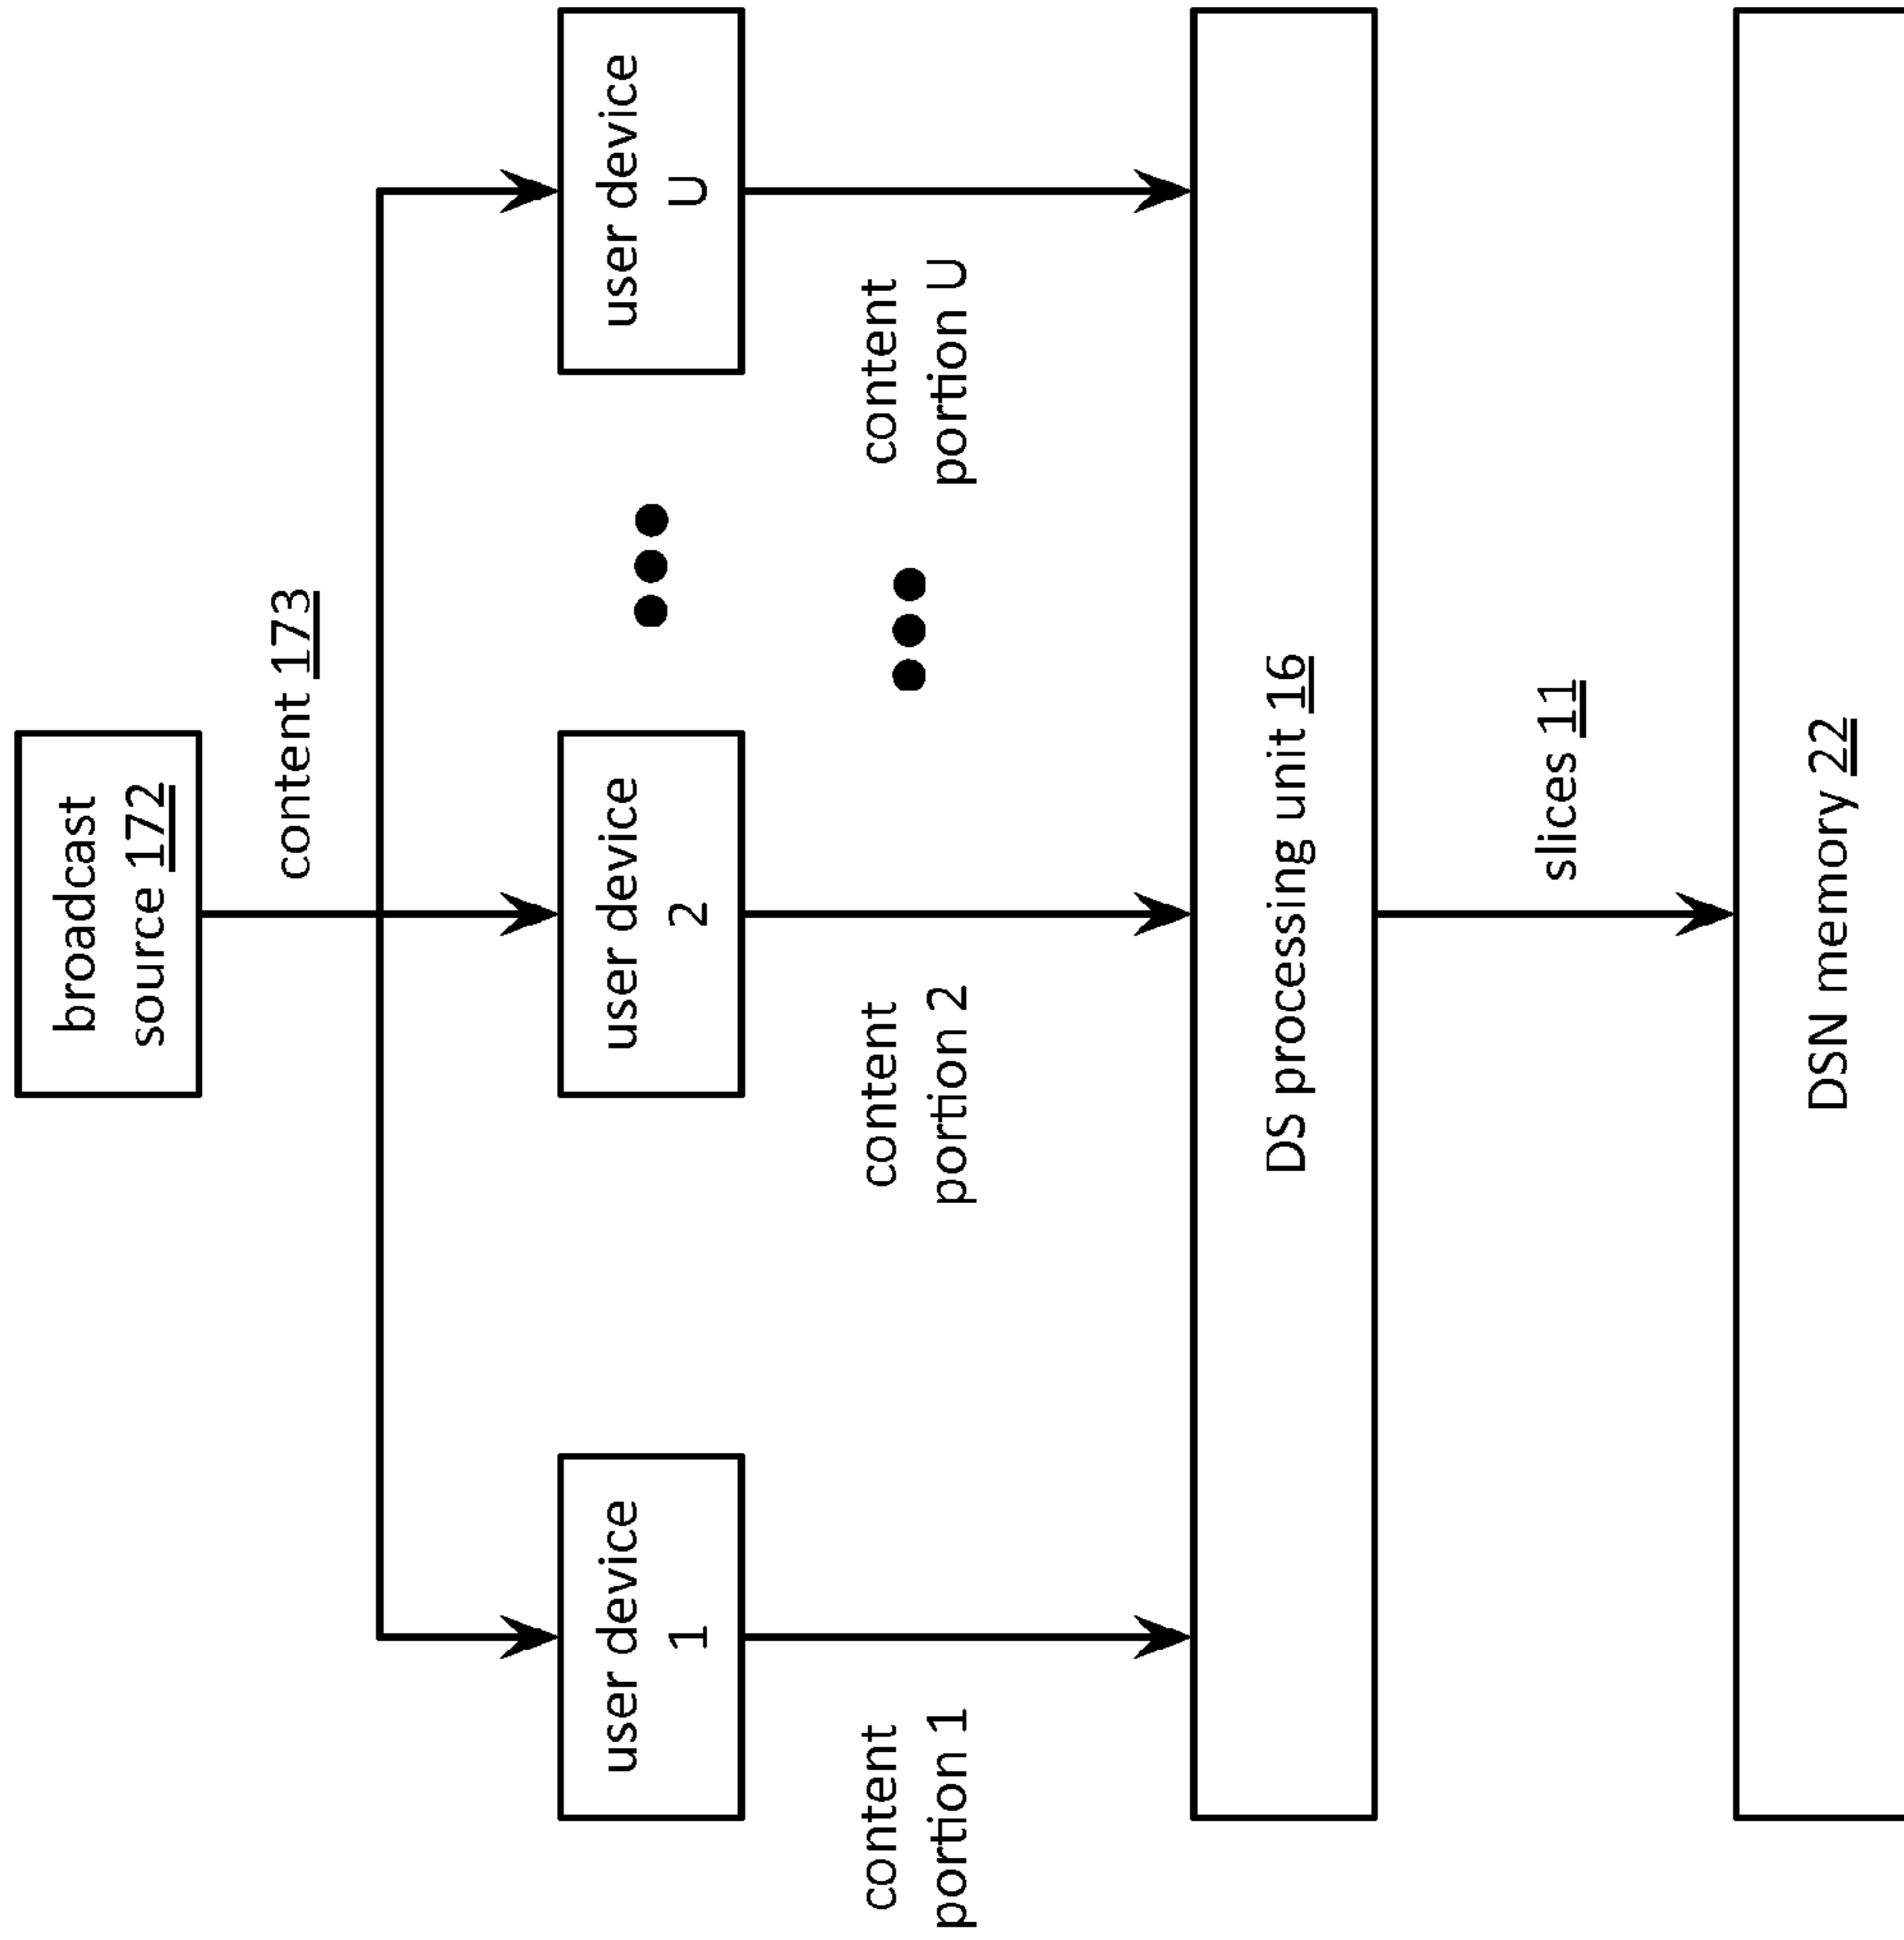 broadcast
source 172
content 173
user device
1
user device
2
user device
U
content
portion 1
content
portion 2
content
portion U
DS processing unit 16
slices 11
DSN memory 22